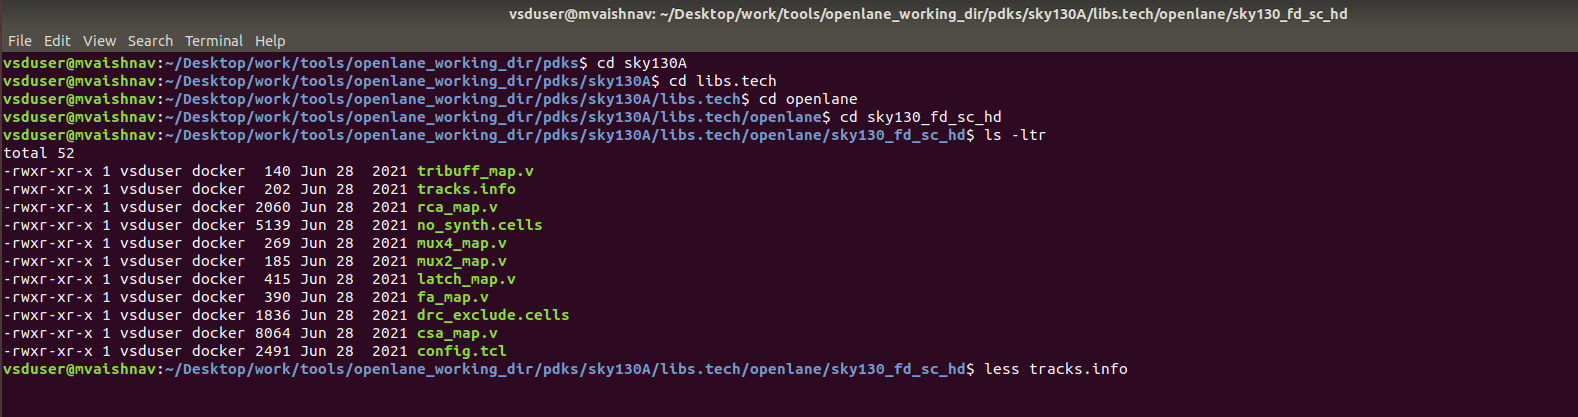 vsduser@mvaishnav: ~/Desktop/work/tools/openlane_working_dir/pdks/sky130A/libs.tech/openlane/sky130_fd_sc_hd
File Edit View Search Terminal Help
vsduser@mvaishnav:~/Desktop/work/tools/openlane_working_dir/pdks$ cd sky130A
vsduser@mvaishnav:~/Desktop/work/tools/openlane_working_dir/pdks/sky130A$ cd libs.tech
vsduser@mvaishnav:~/Desktop/work/tools/openlane_working_dir/pdks/sky130A/libs.tech$ cd openlane
vsduser@mvaishnav:~/Desktop/work/tools/openlane_working_dir/pdks/sky130A/libs.tech/openlane$ cd sky130_fd_sc_hd
vsduser@mvaishnav:~/Desktop/work/tools/openlane_working_dir/pdks/sky130A/libs.tech/openlane/sky130_fd_sc_hd$ ls -ltr
total 52
-rwxr-xr-x 1 vsduser docker  140 Jun 28  2021 tribuff_map.v
-rwxr-xr-x 1 vsduser docker  202 Jun 28  2021 tracks.info
-rwxr-xr-x 1 vsduser docker 2060 Jun 28  2021 rca_map.v
-rwxr-xr-x 1 vsduser docker 5139 Jun 28  2021 no_synth.cells
-rwxr-xr-x 1 vsduser docker  269 Jun 28  2021 mux4_map.v
-rwxr-xr-x 1 vsduser docker  185 Jun 28  2021 mux2_map.v
-rwxr-xr-x 1 vsduser docker  415 Jun 28  2021 latch_map.v
-rwxr-xr-x 1 vsduser docker  390 Jun 28  2021 fa_map.v
-rwxr-xr-x 1 vsduser docker 1836 Jun 28  2021 drc_exclude.cells
-rwxr-xr-x 1 vsduser docker 8064 Jun 28  2021 csa_map.v
-rwxr-xr-x 1 vsduser docker 2491 Jun 28  2021 config.tcl
vsduser@mvaishnav:~/Desktop/work/tools/openlane_working_dir/pdks/sky130A/libs.tech/openlane/sky130_fd_sc_hd$ less tracks.info